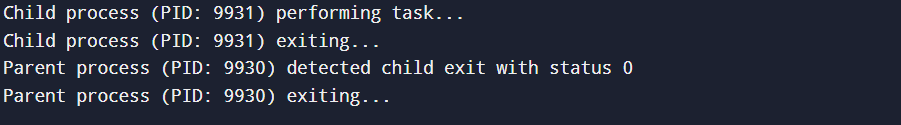 Child process (PID: 9931) performing task...
Child process (PID: 9931) exiting...
Parent process (PID: 9930) detected child exit with status 0
Parent process (PID: 9930) exiting...